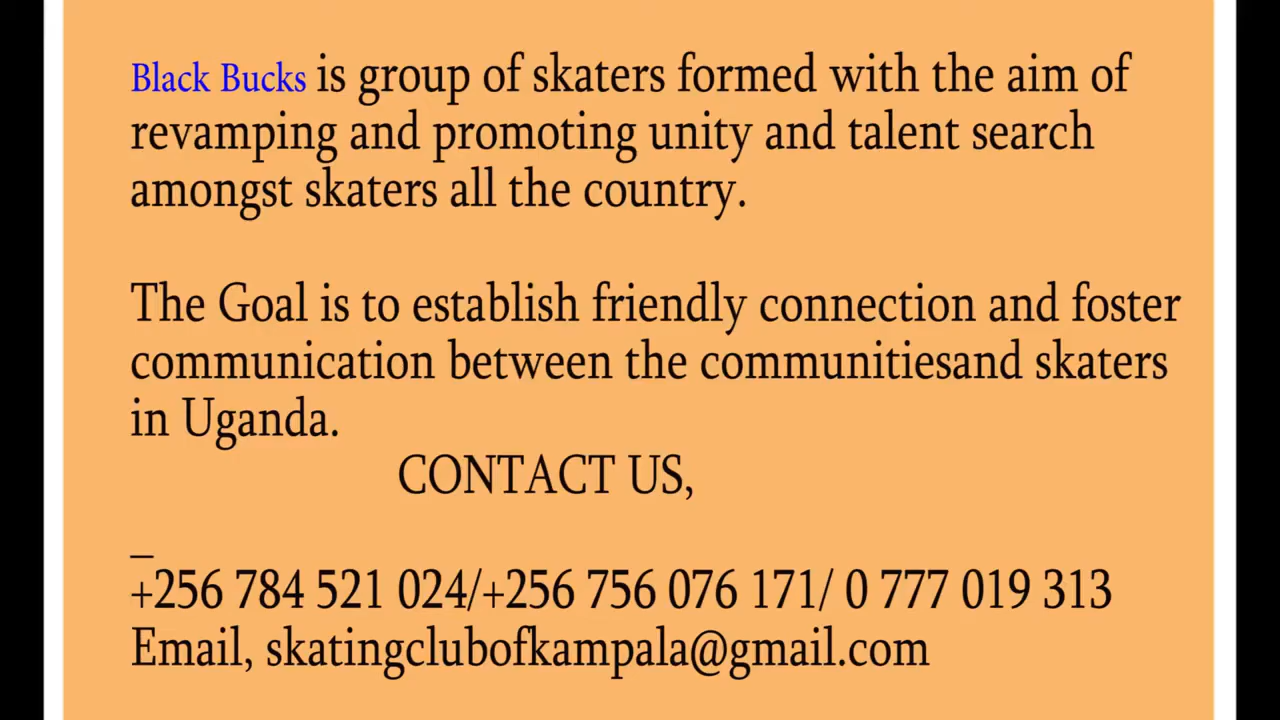 Black Bucks is group of skaters formed with the aim of
revamping and promoting unity and talent search
amongst skaters all the country.
The Goal is to establish friendly connection and foster
communication between the communitiesand skaters
in Uganda.
CONTACT US,
_
+256 784 521 024/+256 756 076 171/ 0 777 019 313
Email, skatingclubofkampala@gmail.com